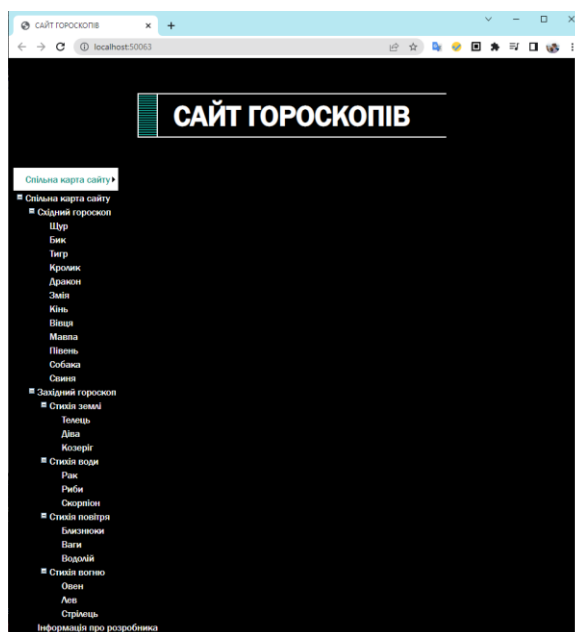 САЙТ ГОРОСКОПІВ
localhost:50063
САЙТ ГОРОСКОПІВ
Спільна карта сайту
Спільна карта сайту
Східний гороскоп
Щур
Бик
Тигр
Кролик
Дракон
Змія
Кінь
Вівця
Мавпа
Півень
Собака
Свиня
Західний гороскоп
Стихія землі
Телець
Діва
Козеріг
Стихія води
Рак
Риби
Скорпіон
Стихія повітря
Близнюки
Ваги
Водолій
Стихія вогню
Овен
Лев
Стрілець
Інформація про розробника